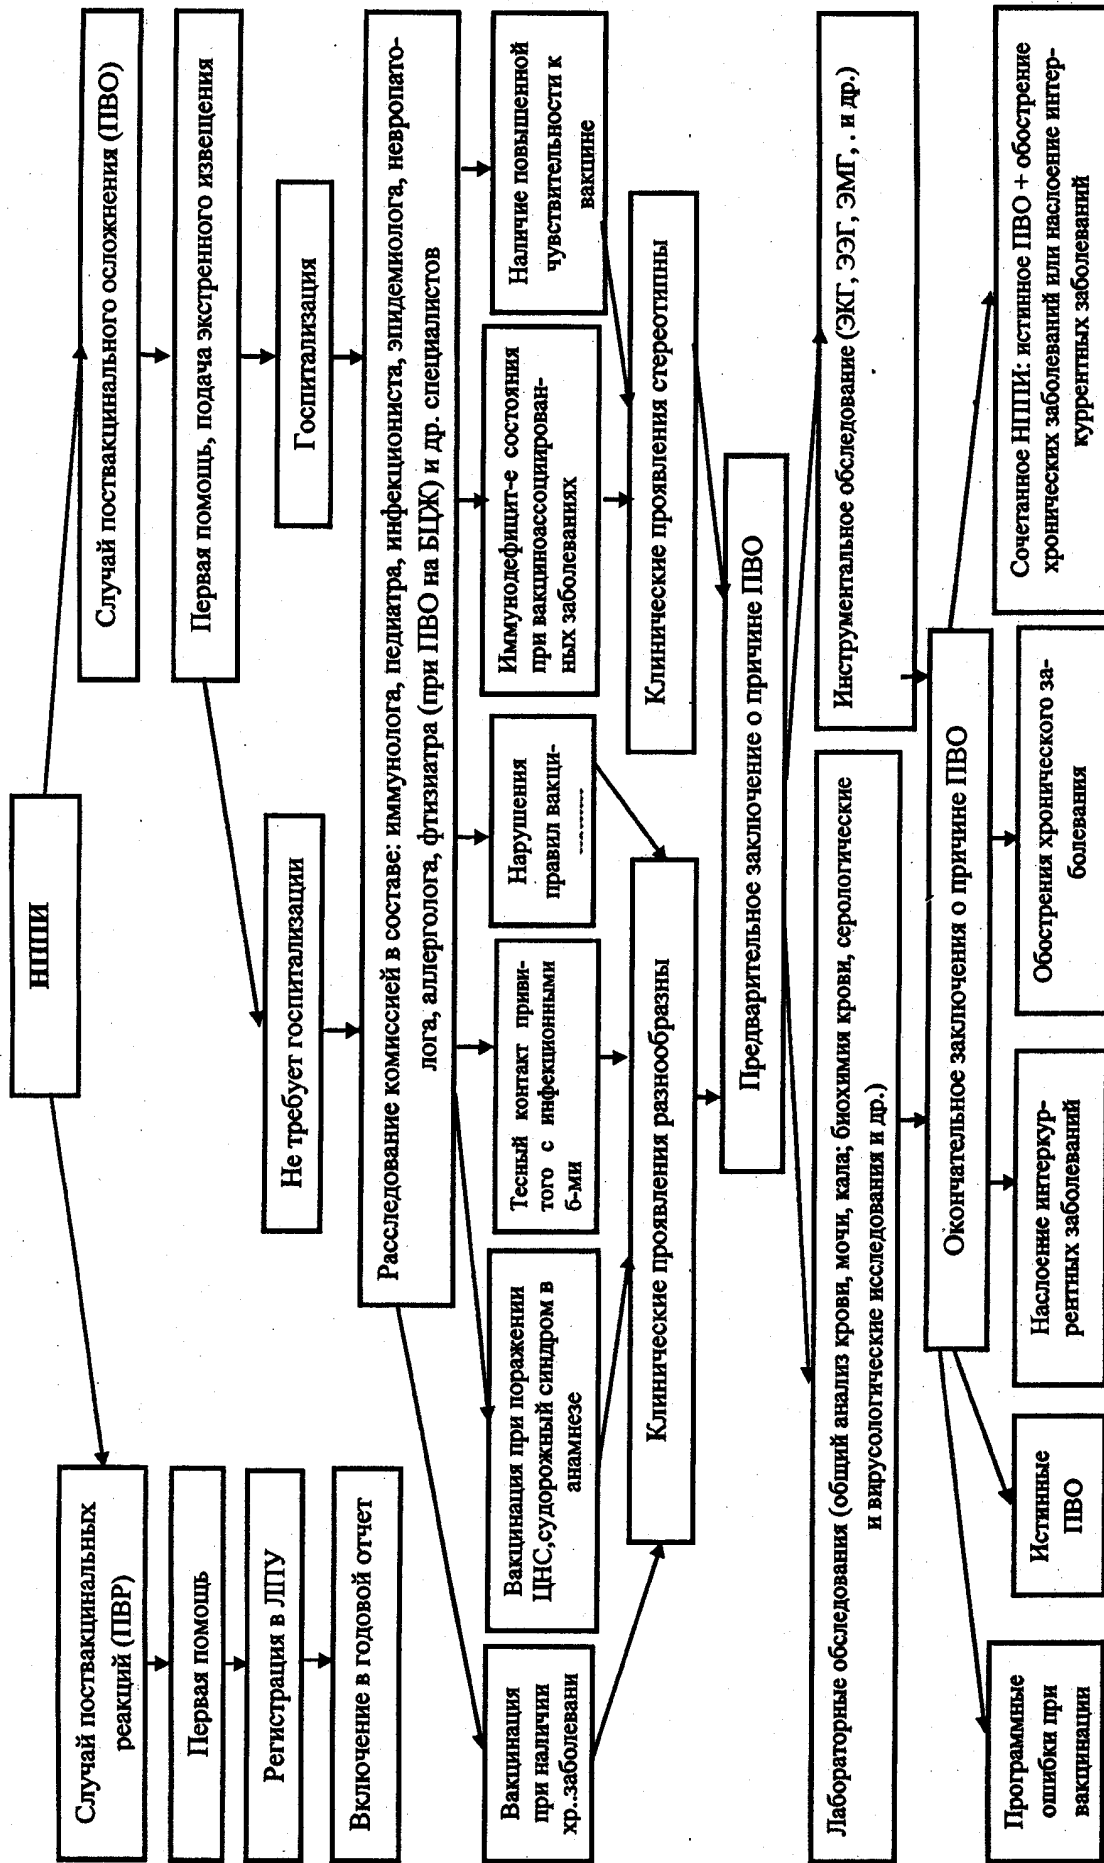 НППИ
Случай поствакцинальных
реакций (ПВР)
Первая помощь
Регистрация в ЛПУ
Включение в годовой отчет
Случай поствакцинального осложнения (ПВО)
Первая помощь, подача экстренного извещения
Не требует госпитализации
Госпитализация
Расследование комиссией в составе: иммунолога, педиатра, инфекциониста, эпидемиолога, невропато-
лога, аллерголога, фтизиатра (при ПВО на БЦЖ) и др. специалистов
Вакцинация
при наличии
хр..заболевани
Вакцинация при поражении
ЦНС,судорожный синдром в
анамнезе
Тесный контакт приви-
того с инфекционными
б-ми
Нарушения
правил вакци-
Иммунодефицит-е состояния
при вакциноассоциирован-
ных заболеваниях
Наличие повышенной
чувствительности к
вакцине
Клинические проявления разнообразны
Клинические проявления стереотипны
Предварительное заключение о причине ПВО
Лабораторные обследования (общий анализ крови, мочи, кала; биохимия крови, серологические
и вирусологические исследования и др.)
Инструментальное обследование (ЭКГ, ЭЭГ, ЭМГ, . и др.)
Окончательное заключения о причине ПВО
Программные
ошибки при
вакцинации
Истинные
ПВО
Наслоение интеркур-
рентных заболеваний
Обострения хронического за-
болевания
Сочетанное НППИ: истинное ПВО + обострение
хронических заболеваний или наслоение интер-
куррентных заболеваний